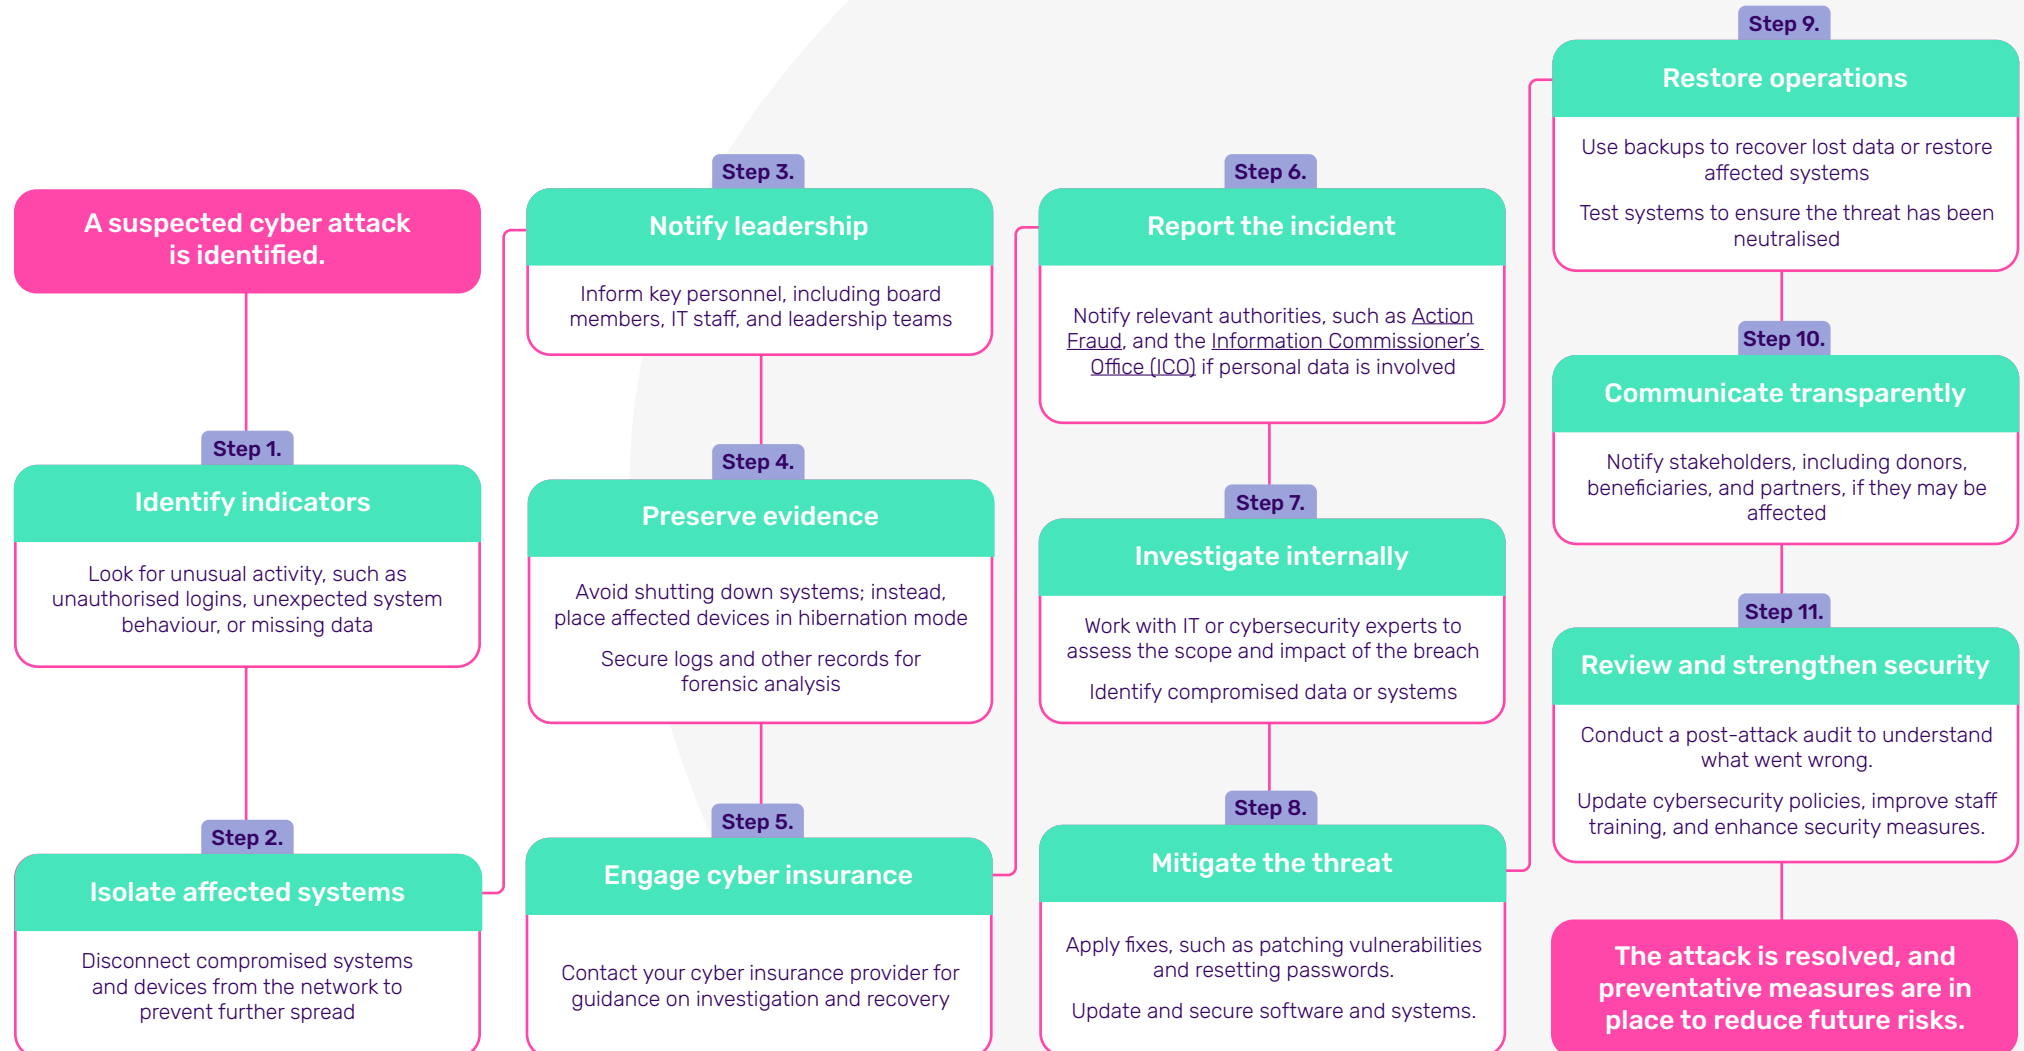 A suspected cyber attack
is identified.
Step 1.
Identify indicators
Look for unusual activity, such as
unauthorised logins, unexpected system
behaviour, or missing data
Step 2.
Isolate affected systems
Disconnect compromised systems
and devices from the network to
prevent further spread
Step 3.
Notify leadership
Inform key personnel, including board
members, IT staff, and leadership teams
Step 4.
Preserve evidence
Avoid shutting down systems; instead,
place affected devices in hibernation mode
Secure logs and other records for
forensic analysis
Step 5.
Engage cyber insurance
Contact your cyber insurance provider for
guidance on investigation and recovery
Step 6.
Report the incident
Notify relevant authorities, such as Action
Fraud, and the Information Commissioner's
Office (ICO) if personal data is involved
Step 7.
Investigate internally
Work with IT or cybersecurity experts to
assess the scope and impact of the breach
Identify compromised data or systems
Step 8.
Mitigate the threat
Apply fixes, such as patching vulnerabilities
and resetting passwords.
Update and secure software and systems.
Step 9.
Restore operations
Use backups to recover lost data or restore
affected systems
Test systems to ensure the threat has been
neutralised
Step 10.
Communicate transparently
Notify stakeholders, including donors,
beneficiaries, and partners, if they may be
affected
Step 11.
Review and strengthen security
Conduct a post-attack audit to understand
what went wrong.
Update cybersecurity policies, improve staff
training, and enhance security measures.
The attack is resolved, and
preventative measures are in
place to reduce future risks.